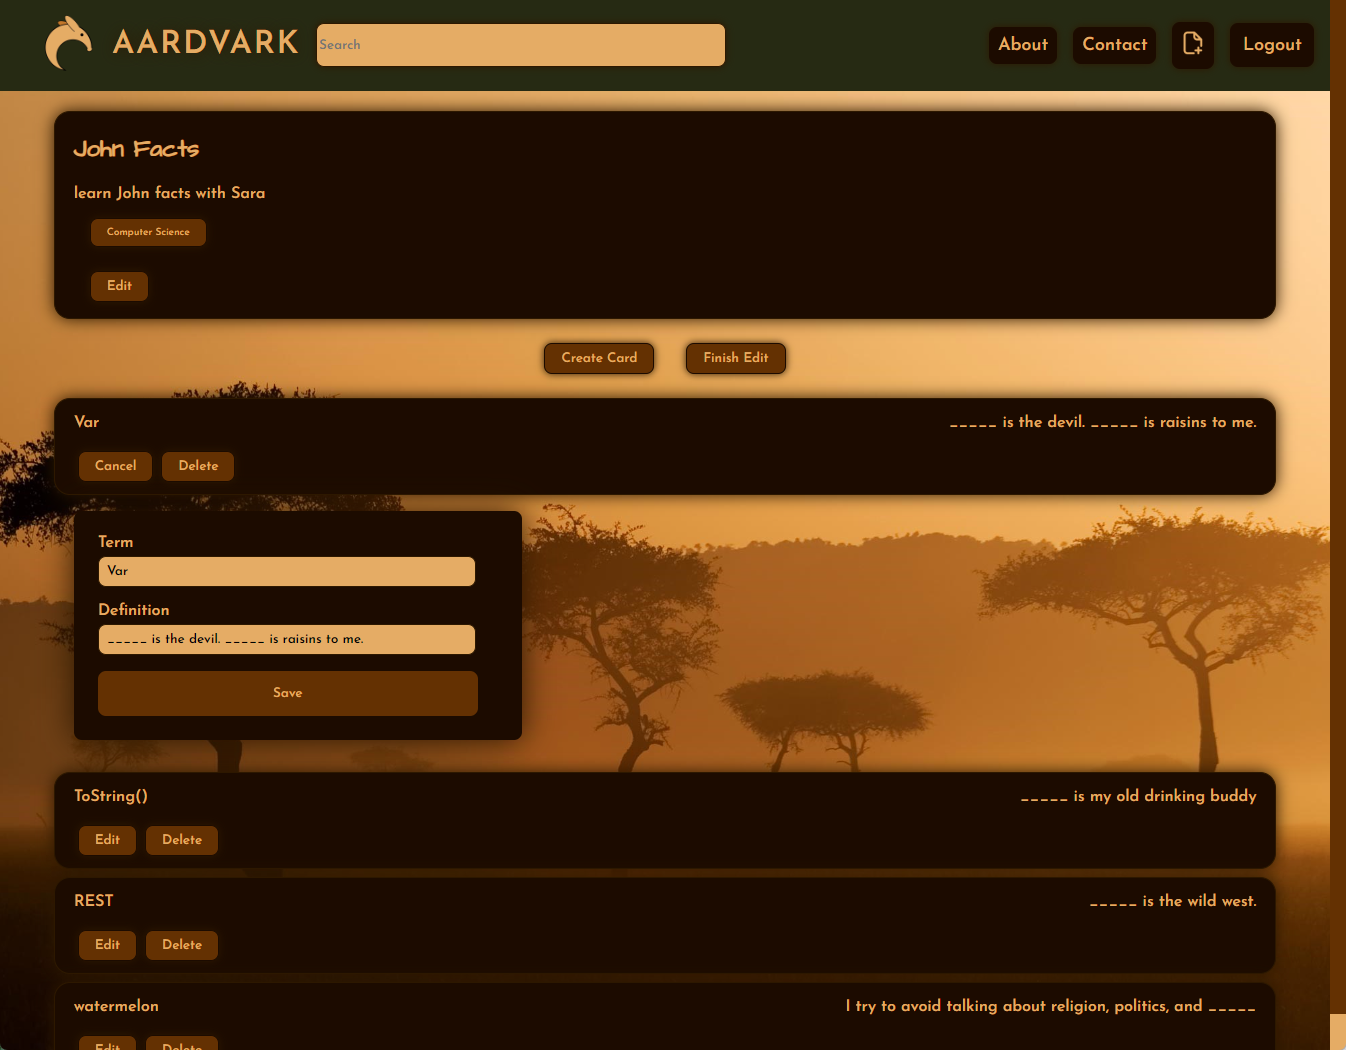 AARDVARK
Search
About
Contact
Logout
John Facts
learn John facts with Sara
Computer Science
Edit
Create Card
Finish Edit
Var
_____ is the devil. _____ is raisins to me.
Cancel
Delete
Term
Var
Definition
_____ is the devil. _____ is raisins to me.
Save
ToString()
_____ is my old drinking buddy
Edit
Delete
REST
_____ is the wild west.
Edit
Delete
watermelon
I try to avoid talking about religion, politics, and _____
Edit
Delete